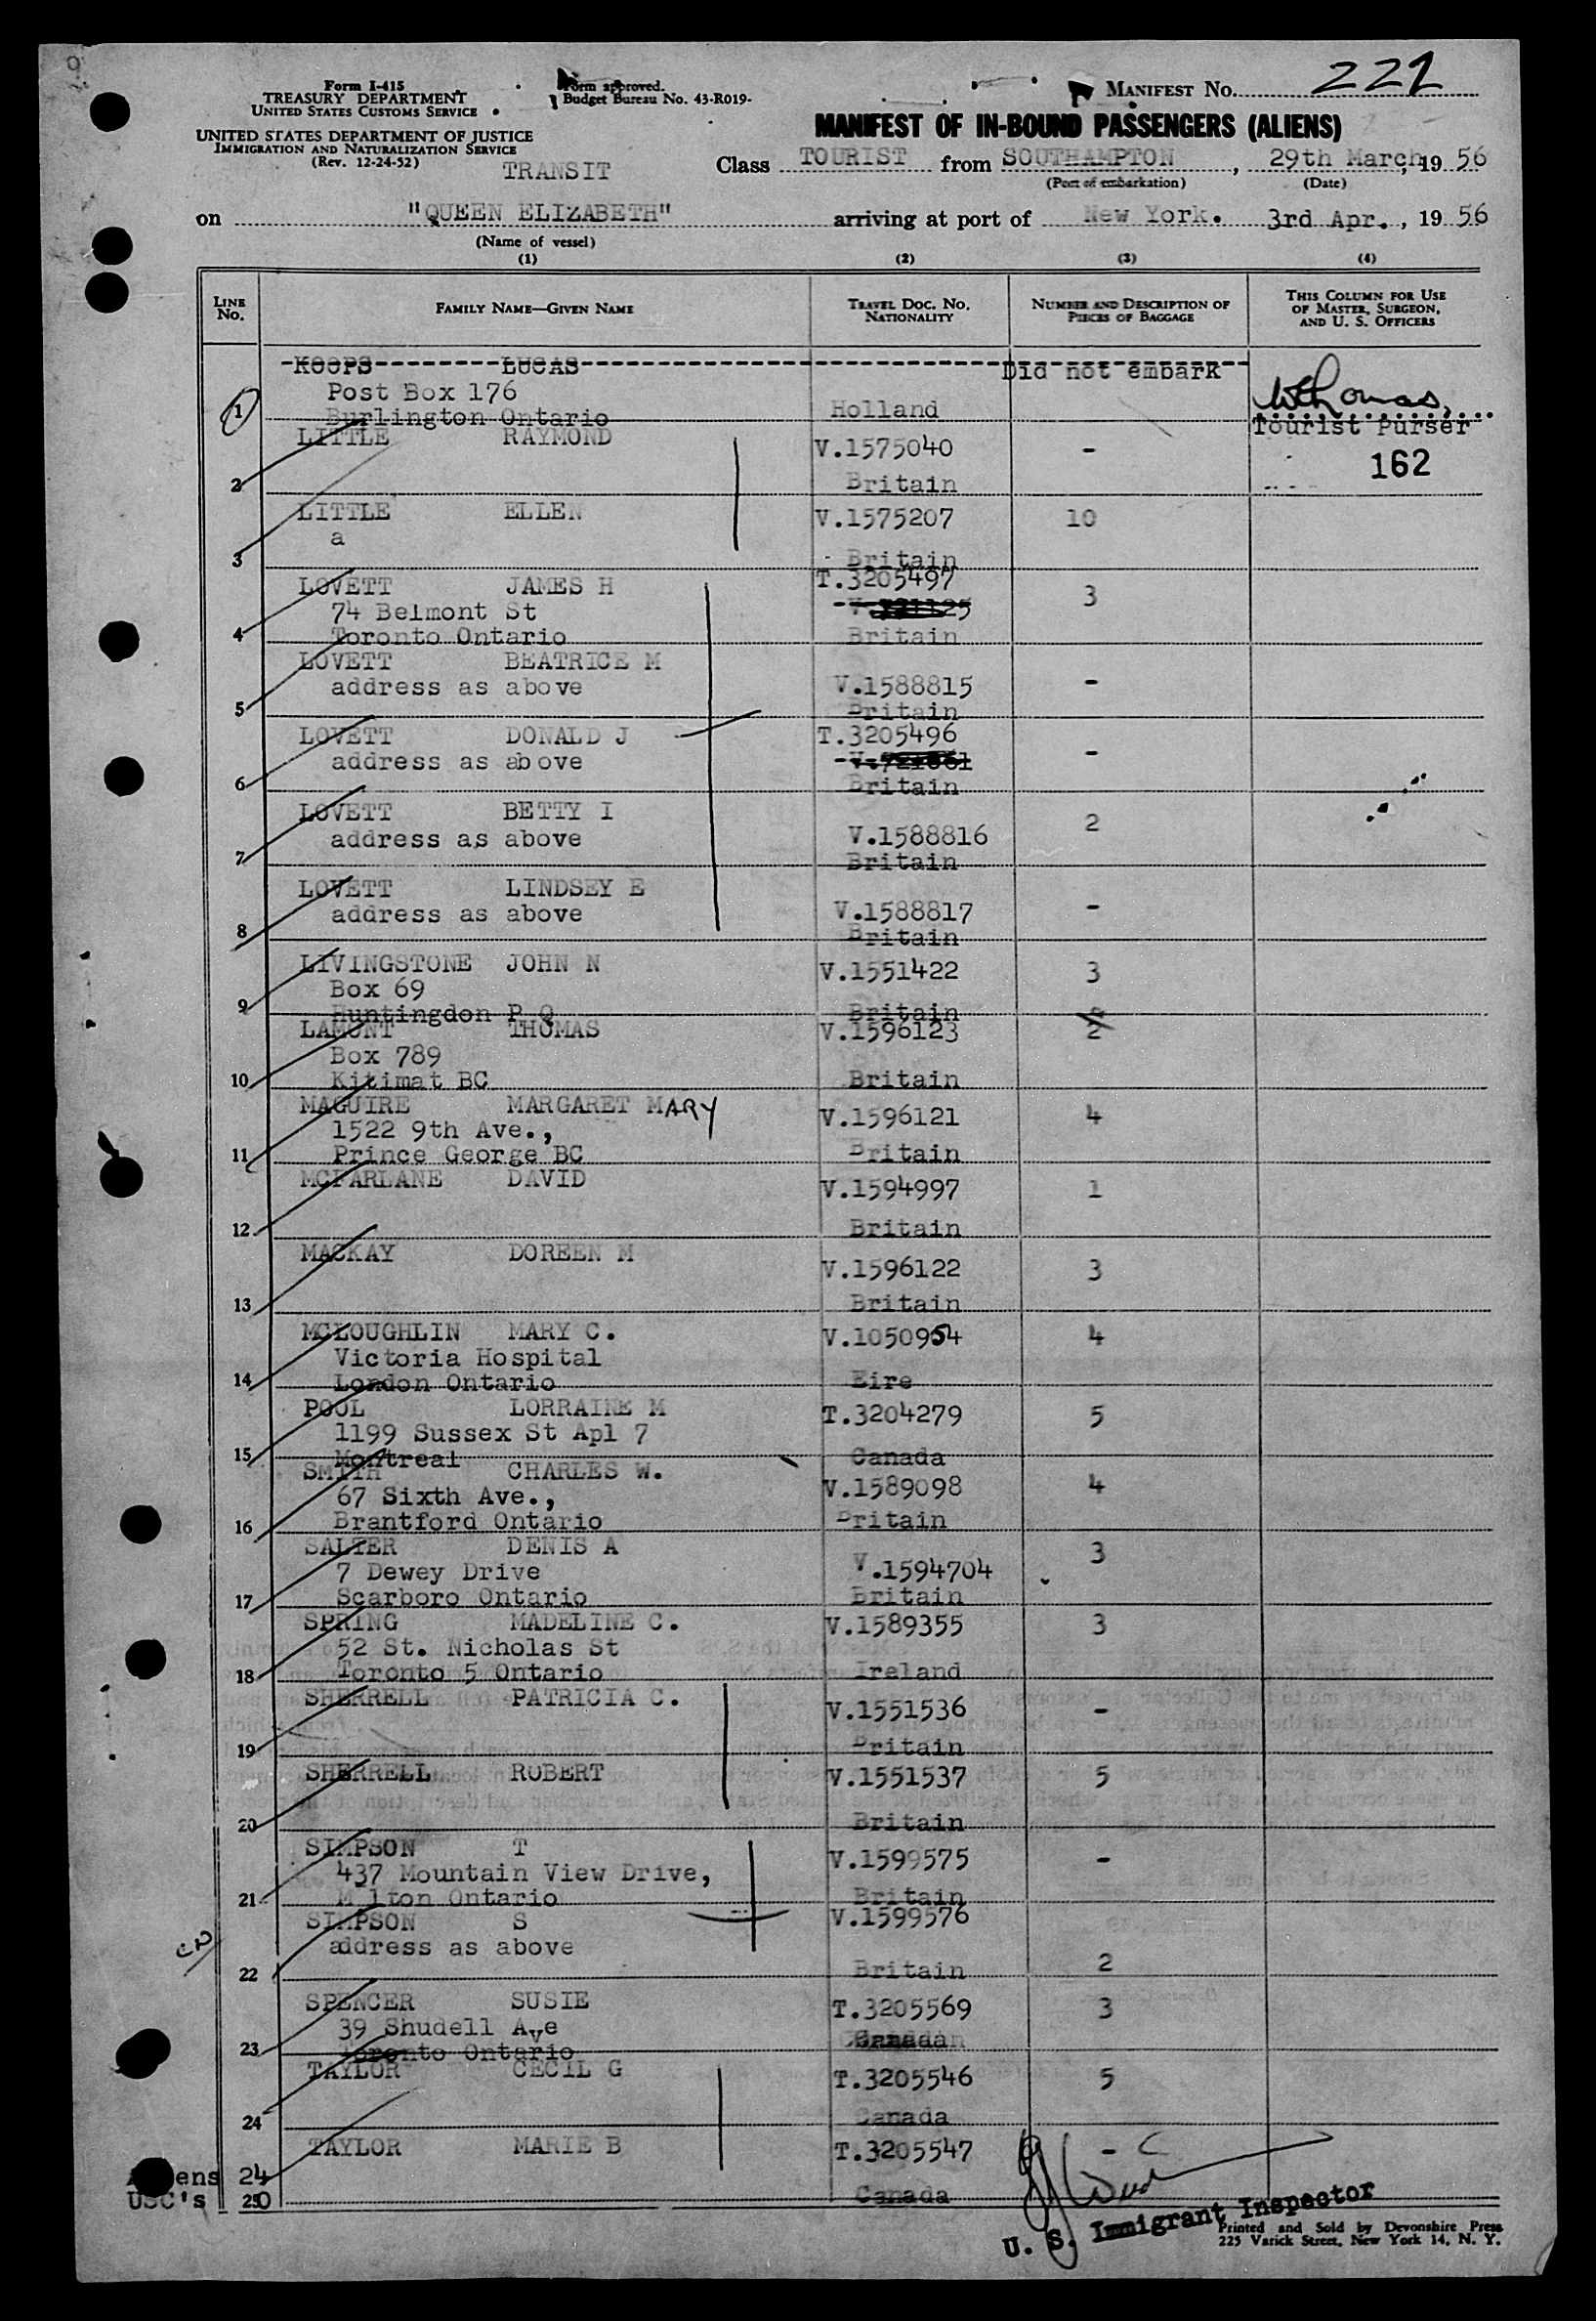 Form I-415
TREASURY DEPARTMENT
UNITED STATES CUSTOMS SERVICE
UNITED STATES DEPARTMENT OF JUSTICE
IMMIGRATION AND NATURALIZATION SERVICE
(Rev. 12-24-52)
TRANSIT
Form approved.
Budget Bureau No. 43-R019-
MANIFEST No. 221
MANIFEST OF IN-BOUND PASSENGERS (ALIENS)
Class TOURIST from SOUTHAMPTON, 29th March, 19 56
(Port of embarkation) (Date)
on "QUEEN ELIZABETH" arriving at port of New York. 3rd Apr., 19 56
(Name of vessel)
(1) (2) (3) (4)
LINE No. FAMILY NAME—GIVEN NAME TRAVEL DOC. NO. NATIONALITY NUMBER AND DESCRIPTION OF PIECES OF BAGGAGE THIS COLUMN FOR USE OF MASTER, SURGEON, AND U. S. OFFICERS
KOOPS LUCAS Did not embark
Post Box 176
1 Burlington Ontario Holland
WThomas,
Tourist Purser
162
LITTLE RAYMOND V.1575040 -
2 Britain
LITTLE ELLEN V.1575207 10
a
3 Britain
LOVETT JAMES H T.3205497 3
74 Belmont St
4 Toronto Ontario Britain
LOVETT BEATRICE M
address as above V.1588815 -
5 Britain
LOVETT DONALD J T.3205496
address as above -
6 Britain
LOVETT BETTY I 2
address as above V.1588816
7 Britain
LOVETT LINDSEY E
address as above V.1588817 -
8 Britain
LIVINGSTONE JOHN N V.1551422 3
Box 69
9 Huntingdon P Q Britain
LAMONT THOMAS V.1596123 2
Box 789
10 Kitimat BC Britain
MAGUIRE MARGARET MARY V.1596121 4
1522 9th Ave.,
11 Prince George BC Britain
MCFARLANE DAVID V.1594997 1
12 Britain
MACKAY DOREEN M V.1596122 3
13 Britain
MCLOUGHLIN MARY C. V.1050954 4
Victoria Hospital
14 London Ontario Eire
POOL LORRAINE M T.3204279 5
1199 Sussex St Apl 7
15 Montreal Canada
SMITH CHARLES W. V.1589098 4
67 Sixth Ave.,
16 Brantford Ontario Britain
SALTER DENIS A 3
7 Dewey Drive V.1594704
17 Scarboro Ontario Britain
SPRING MADELINE C. V.1589355 3
52 St. Nicholas St
18 Toronto 5 Ontario Ireland
SHERRELL PATRICIA C. V.1551536 -
19 Britain
SHERRELL ROBERT V.1551537 5
20 Britain
SIMPSON T V.1599575 -
437 Mountain View Drive,
21 M lton Ontario Britain
SIMPSON S V.1599576
address as above
22 Britain 2
SPENCER SUSIE T.3205569 3
39 Shudell Ave
23 Toronto Ontario Canada
TAYLOR CECIL G T.3205546 5
24 Canada
TAYLOR MARIE B T.3205547 -
Aliens 24
USC's 0 25 Canada
U. S. Immigrant Inspector
Printed and Sold by Devonshire Press
225 Varick Street, New York 14, N. Y.